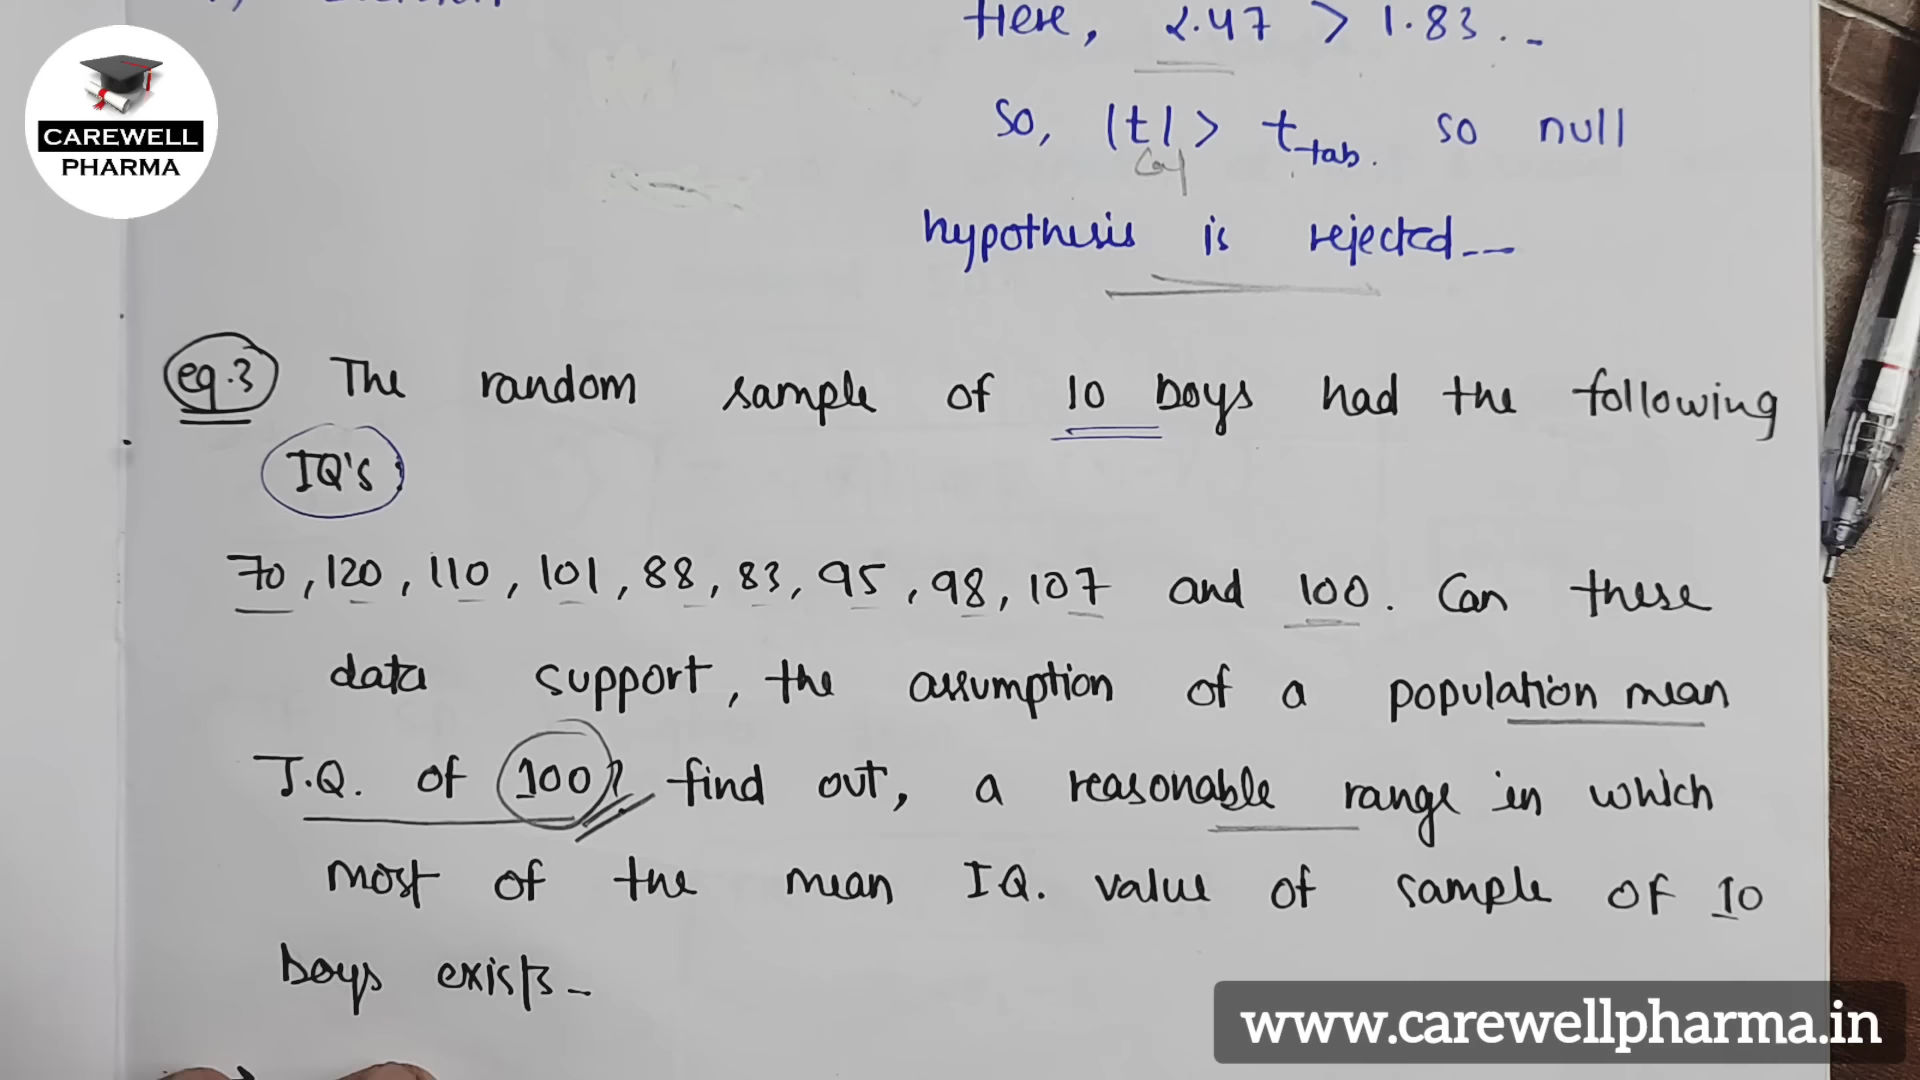 Here, 2.47 > 1.83. -
CAREWELL
PHARMA
So, |t| > t tab. so null
Cal
hypothesis is rejected--
eg.3 The random sample of 10 boys had the following
IQ's
70, 120, 110, 101, 88, 83, 95, 98, 107 and 100. Can these
data support, the assumption of a population mean
I.Q. of 100? find out, a reasonable range in which
most of the mean IQ. value of sample of 10
boys exists-
www.carewellpharma.in